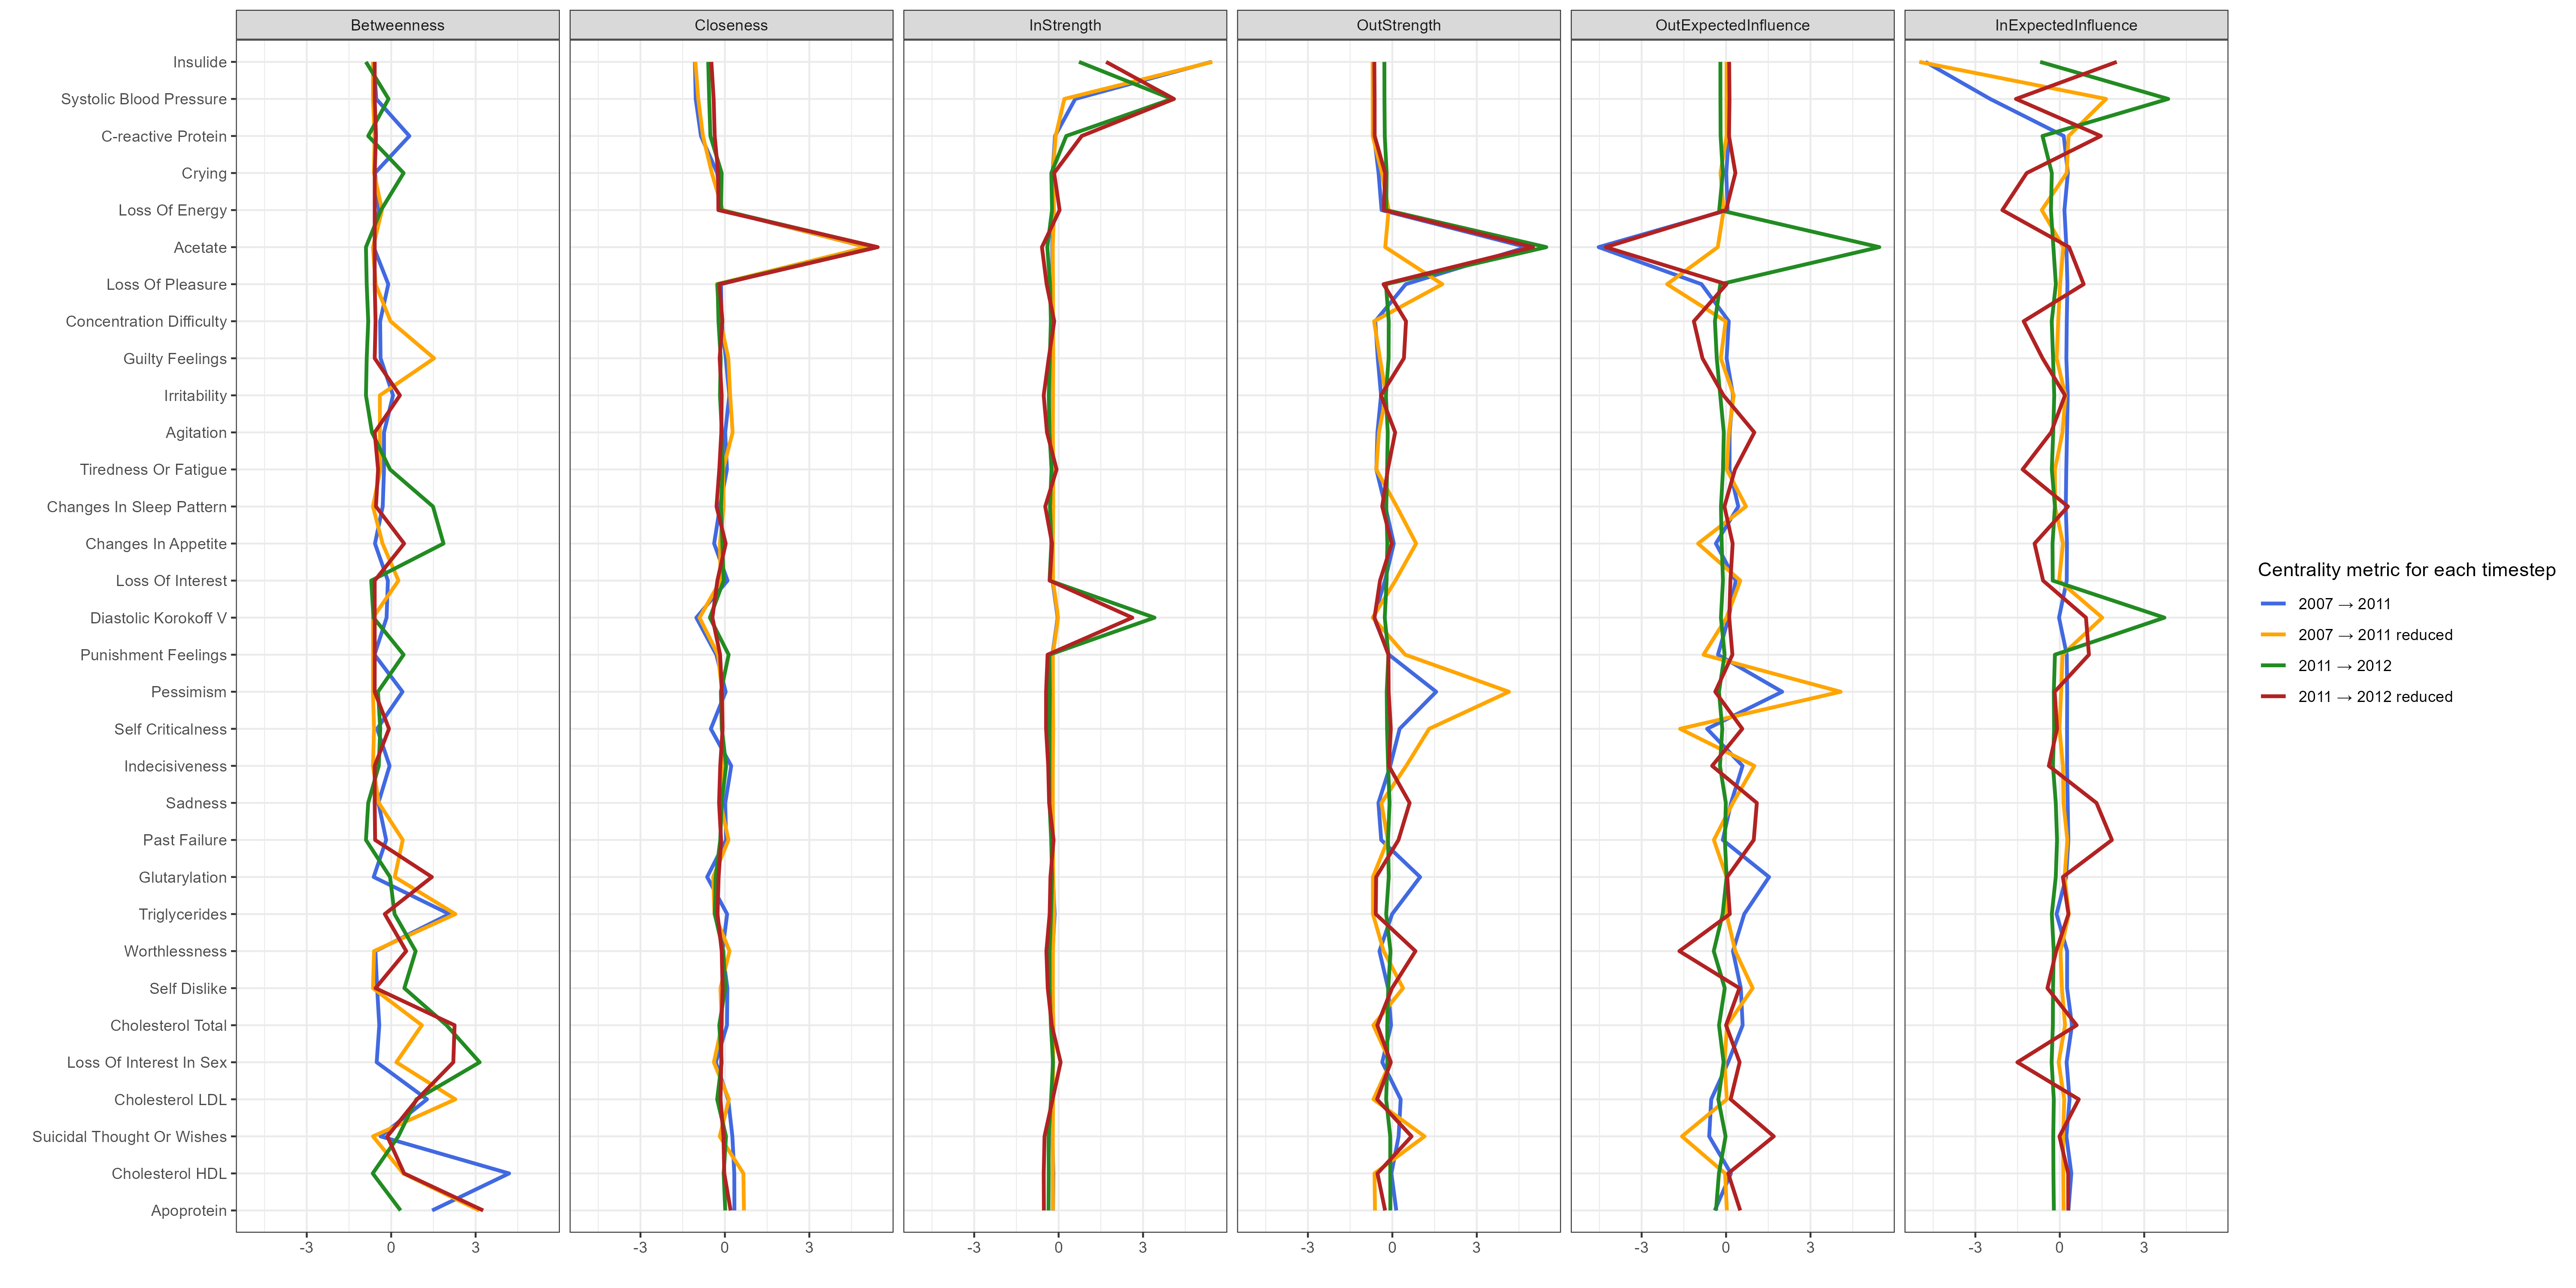 Betweenness
Closeness
InStrength
OutStrength
OutExpectedInfluence
InExpectedInfluence
Insulide
Systolic Blood Pressure
C-reactive Protein
Crying
Loss Of Energy
Acetate
Loss Of Pleasure
Concentration Difficulty
Guilty Feelings
Irritability
Agitation
Tiredness Or Fatigue
Changes In Sleep Pattern
Changes In Appetite
Loss Of Interest
Diastolic Korokoff V
Punishment Feelings
Pessimism
Self Criticalness
Indecisiveness
Sadness
Past Failure
Glutarylation
Triglycerides
Worthlessness
Self Dislike
Cholesterol Total
Loss Of Interest In Sex
Cholesterol LDL
Suicidal Thought Or Wishes
Cholesterol HDL
Apoprotein
-3 0 3
-3 0 3
-3 0 3
-3 0 3
-3 0 3
-3 0 3
Centrality metric for each timestep
2007 → 2011
2007 → 2011 reduced
2011 → 2012
2011 → 2012 reduced